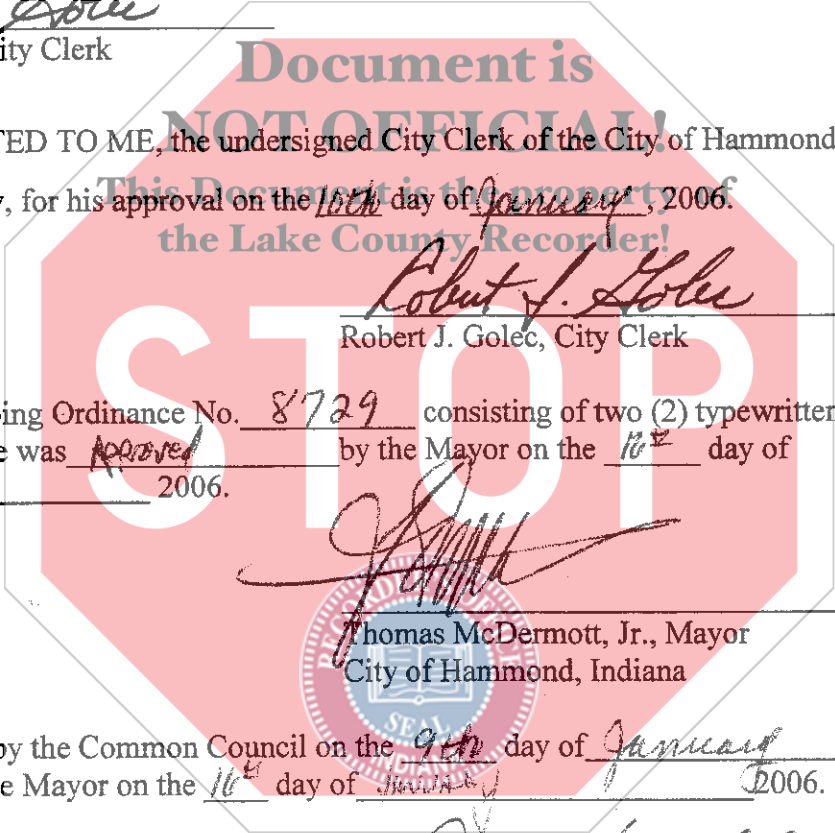 ity Clerk
Document is
NOT OFFICIAL!
TED TO ME, the undersigned City Clerk of the City of Hammond
This Document is the property of
, for his approval on the 10th day of January, 2006.
the Lake County Recorder!
Robert J. Golec
Robert J. Golec, City Clerk
STOP
ing Ordinance No. 8729 consisting of two (2) typewritten
e was Approved by the Mayor on the day of
2006.
Thomas McDermott, Jr., Mayor
City of Hammond, Indiana
SEAL
INDIANA
by the Common Council on the 9th day of January
e Mayor on the day of 2006.